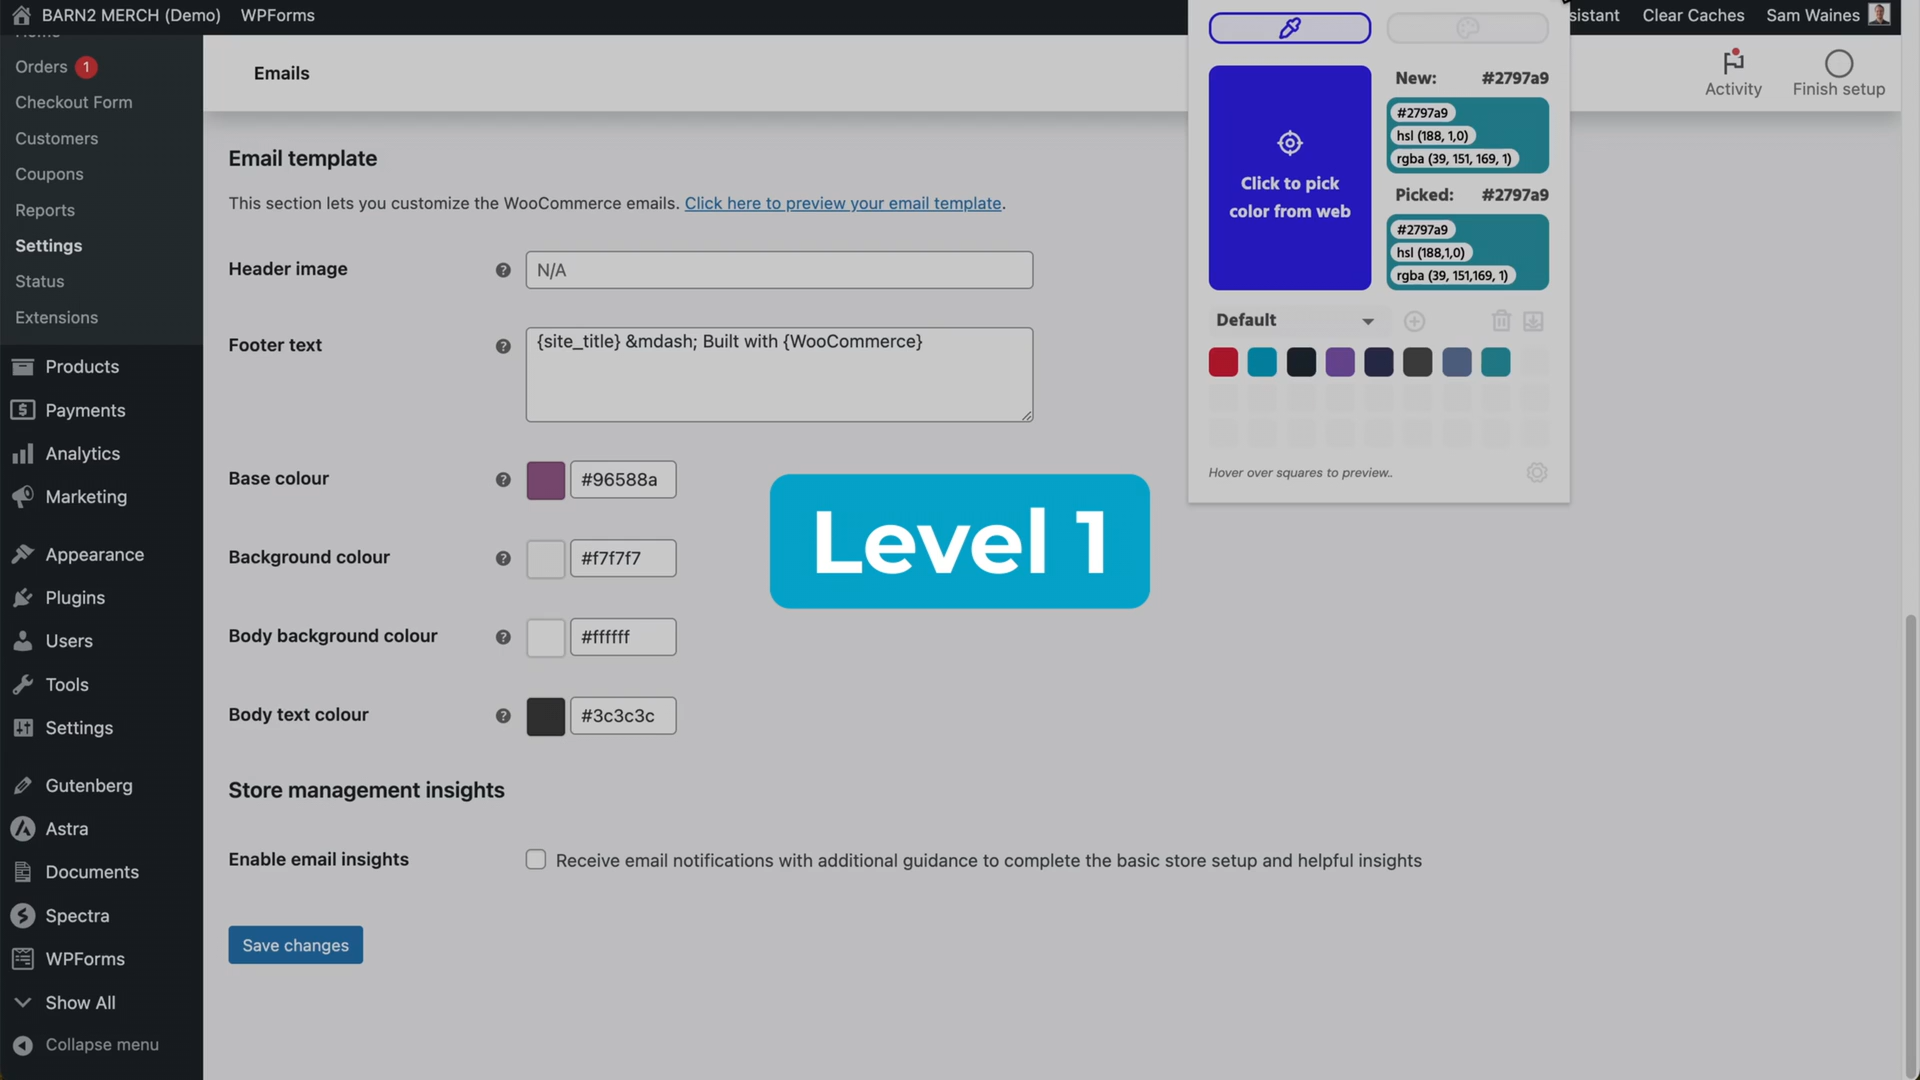 BARN2 MERCH (Demo)
WPForms
Clear Caches
Sam Waines
Orders 1
Checkout Form
Customers
Coupons
Reports
Settings
Status
Extensions
Products
Payments
Analytics
Marketing
Appearance
Plugins
Users
Tools
Settings
Gutenberg
Astra
Documents
Spectra
WPForms
Show All
Collapse menu
Emails
Activity
Finish setup
Email template
This section lets you customize the WooCommerce emails. Click here to preview your email template.
Header image
N/A
Footer text
{site_title} &mdash; Built with {WooCommerce}
Base colour
#96588a
Background colour
#f7f7f7
Body background colour
#ffffff
Body text colour
#3c3c3c
Store management insights
Enable email insights
Receive email notifications with additional guidance to complete the basic store setup and helpful insights
Save changes
Level 1
Click to pick
color from web
New: #2797a9
#2797a9
hsl (188, 1,0)
rgba (39, 151, 169, 1)
Picked: #2797a9
#2797a9
hsl (188,1,0)
rgba (39, 151,169, 1)
Default
Hover over squares to preview..